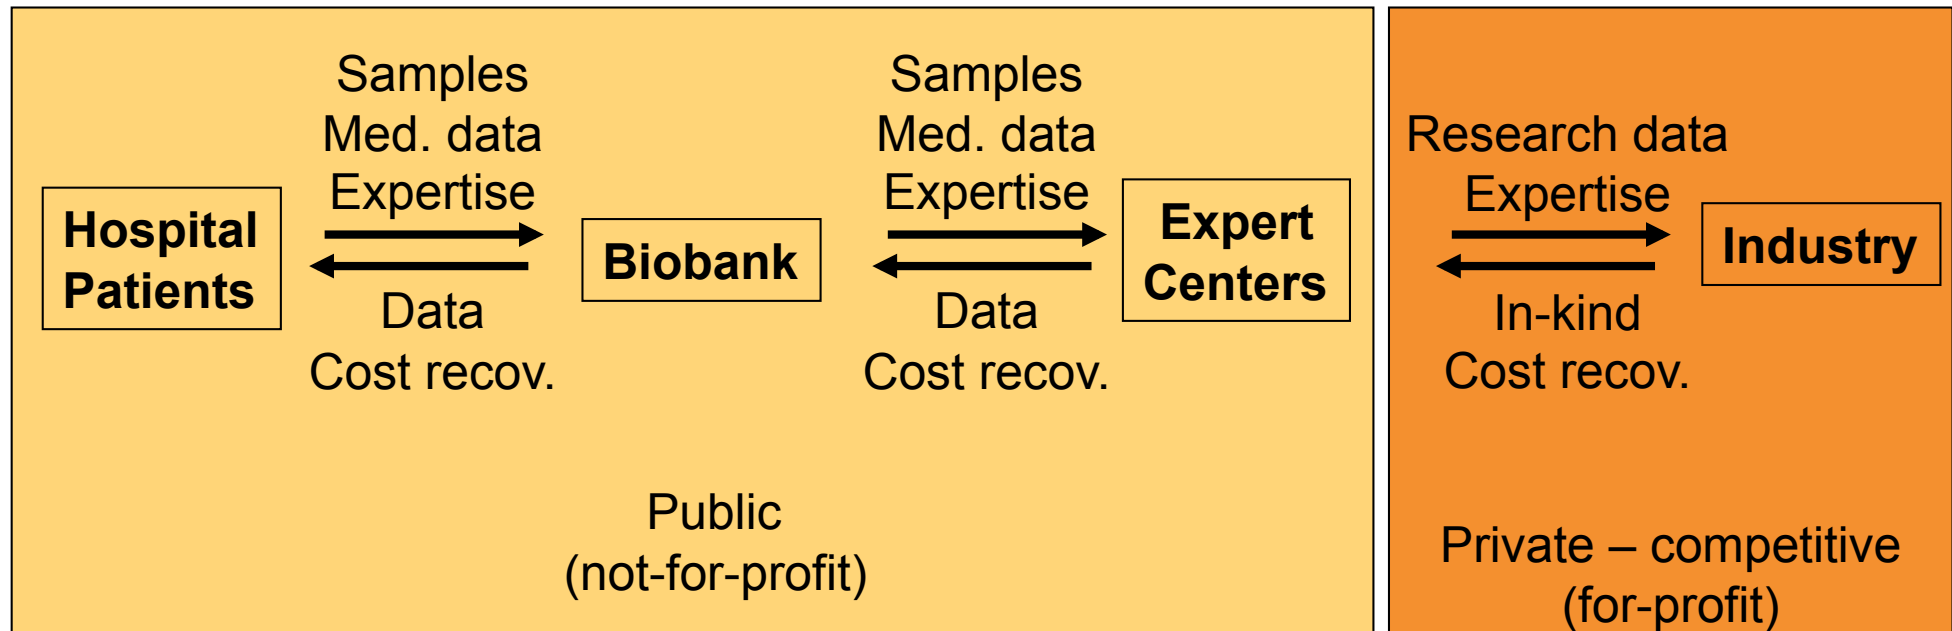 Samples
Med. data
Expertise
Hospital
Patients
Data
Cost recov.
Biobank
Samples
Med. data
Expertise
Data
Cost recov.
Expert
Centers
Public
(not-for-profit)
Research data
Expertise
In-kind
Cost recov.
Industry
Private – competitive
(for-profit)